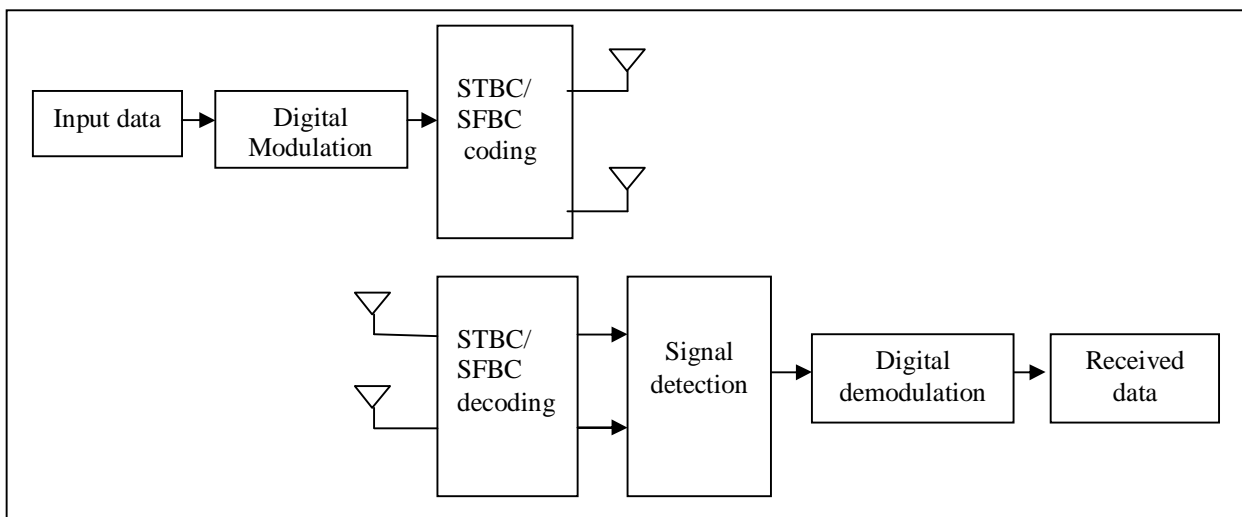 Input data
Digital
Modulation
STBC/
SFBC
coding
STBC/
SFBC
decoding
Signal
detection
Digital
demodulation
Received
data